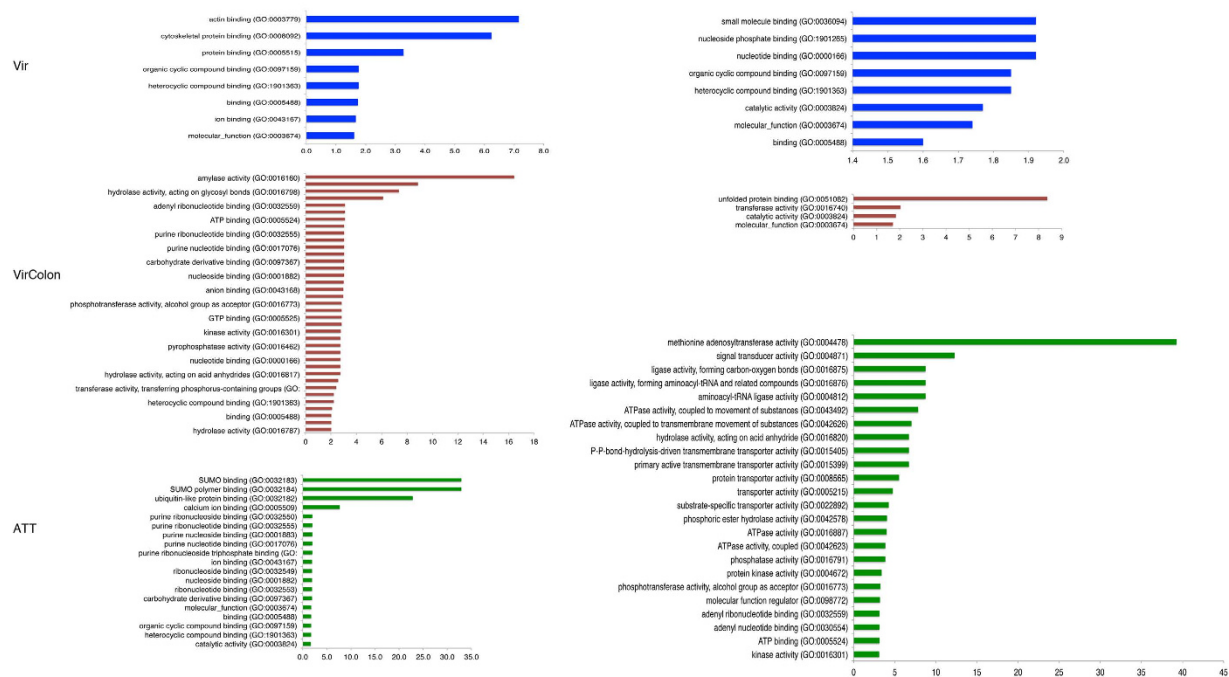 Vir
actin binding (GO:0003779)
cytoskeletal protein binding (GO:0008092)
protein binding (GO:0005515)
organic cyclic compound binding (GO:0097159)
heterocyclic compound binding (GO:1901363)
binding (GO:0005488)
ion binding (GO:0043167)
molecular_function (GO:0003674)
0.0 1.0 2.0 3.0 4.0 5.0 6.0 7.0 8.0
small molecule binding (GO:0036094)
nucleoside phosphate binding (GO:1901265)
nucleotide binding (GO:0000166)
organic cyclic compound binding (GO:0097159)
heterocyclic compound binding (GO:1901363)
catalytic activity (GO:0003824)
molecular_function (GO:0003674)
binding (GO:0005488)
1.4 1.5 1.6 1.7 1.8 1.9 2.0
VirColon
amylase activity (GO:0016160)
hydrolase activity, acting on glycosyl bonds (GO:0016798)
adenyl ribonucleotide binding (GO:0032559)
ATP binding (GO:0005524)
purine ribonucleotide binding (GO:0032555)
purine nucleotide binding (GO:0017076)
carbohydrate derivative binding (GO:0097367)
nucleoside binding (GO:0001882)
anion binding (GO:0043168)
phosphotransferase activity, alcohol group as acceptor (GO:0016773)
GTP binding (GO:0005525)
kinase activity (GO:0016301)
pyrophosphatase activity (GO:0016462)
nucleotide binding (GO:0000166)
hydrolase activity, acting on acid anhydrides (GO:0016817)
transferase activity, transferring phosphorus-containing groups (GO:
heterocyclic compound binding (GO:1901363)
binding (GO:0005488)
hydrolase activity (GO:0016787)
0 2 4 6 8 10 12 14 16 18
unfolded protein binding (GO:0051082)
transferase activity (GO:0016740)
catalytic activity (GO:0003824)
molecular_function (GO:0003674)
0 1 2 3 4 5 6 7 8 9
ATT
SUMO binding (GO:0032183)
SUMO polymer binding (GO:0032184)
ubiquitin-like protein binding (GO:0032182)
calcium ion binding (GO:0005509)
purine ribonucleoside binding (GO:0032550)
purine ribonucleotide binding (GO:0032555)
purine nucleoside binding (GO:0001883)
purine nucleotide binding (GO:0017076)
purine ribonucleoside triphosphate binding (GO:
ion binding (GO:0043167)
ribonucleoside binding (GO:0032549)
nucleoside binding (GO:0001882)
ribonucleotide binding (GO:0032553)
carbohydrate derivative binding (GO:0097367)
molecular_function (GO:0003674)
binding (GO:0005488)
organic cyclic compound binding (GO:0097159)
heterocyclic compound binding (GO:1901363)
catalytic activity (GO:0003824)
0.0 5.0 10.0 15.0 20.0 25.0 30.0 35.0
methionine adenosyltransferase activity (GO:0004478)
signal transducer activity (GO:0004871)
ligase activity, forming carbon-oxygen bonds (GO:0016875)
ligase activity, forming aminoacyl-tRNA and related compounds (GO:0016876)
aminoacyl-tRNA ligase activity (GO:0004812)
ATPase activity, coupled to movement of substances (GO:0043492)
ATPase activity, coupled to transmembrane movement of substances (GO:0042626)
hydrolase activity, acting on acid anhydride (GO:0016820)
P-P-bond-hydrolysis-driven transmembrane transporter activity (GO:0015405)
primary active transmembrane transporter activity (GO:0015399)
protein transporter activity (GO:0008565)
transporter activity (GO:0005215)
substrate-specific transporter activity (GO:0022892)
phosphoric ester hydrolase activity (GO:0042578)
ATPase activity (GO:0016887)
ATPase activity, coupled (GO:0042623)
phosphatase activity (GO:0016791)
protein kinase activity (GO:0004672)
phosphotransferase activity, alcohol group as acceptor (GO:0016773)
molecular function regulator (GO:0098772)
adenyl ribonucleotide binding (GO:0032559)
adenyl nucleotide binding (GO:0030554)
ATP binding (GO:0005524)
kinase activity (GO:0016301)
0 5 10 15 20 25 30 35 40 45